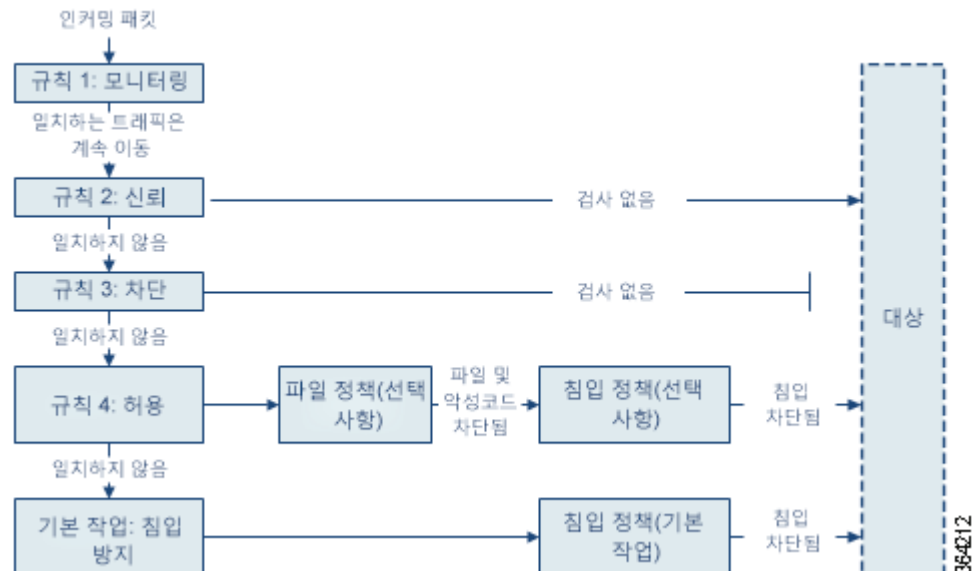 인커밍 패킷
규칙 1: 모니터링
일치하는 트래픽은
계속 이동
규칙 2: 신뢰
검사 없음
일치하지 않음
규칙 3: 차단
검사 없음
대상
일치하지 않음
규칙 4: 허용
파일 정책(선택
사항)
파일 및
악성코드
차단됨
침입 정책(선택
사항)
침입
차단됨
일치하지 않음
기본 작업: 침입
방지
침입 정책(기본
작업)
침입
차단됨
364212